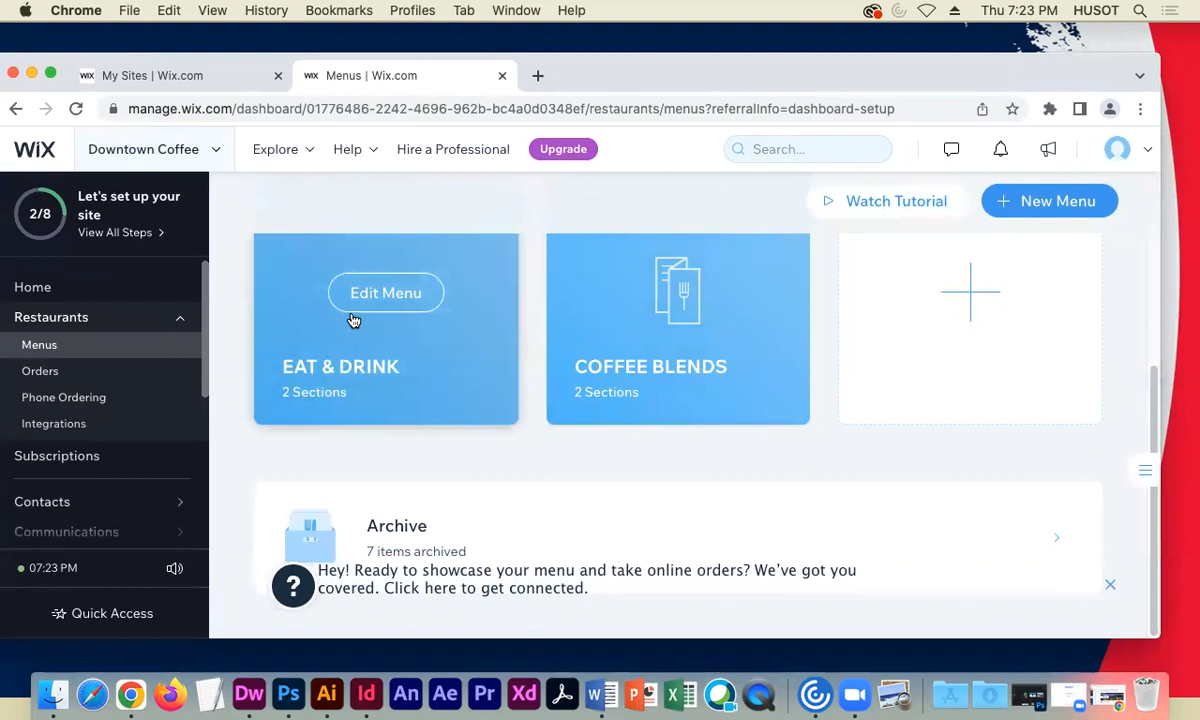 Chrome File Edit View History Bookmarks Profiles Tab Window Help Thu 7:23 PM HUSOT
WIX My Sites | Wix.com WIX Menus | Wix.com
manage.wix.com/dashboard/01776486-2242-4696-962b-bc4a0d0348ef/restaurants/menus?referralInfo=dashboard-setup
WIX Downtown Coffee Explore Help Hire a Professional Upgrade Search...
2/8
Let's set up your
site
View All Steps
Home
Restaurants
Menus
Orders
Phone Ordering
Integrations
Subscriptions
Contacts
Communications
07:23 PM
Quick Access
Watch Tutorial
New Menu
Edit Menu
EAT & DRINK
2 Sections
COFFEE BLENDS
2 Sections
Archive
7 items archived
? Hey! Ready to showcase your menu and take online orders? We've got you
covered. Click here to get connected.
Dw Ps Ai Id An Ae Pr Xd W P X